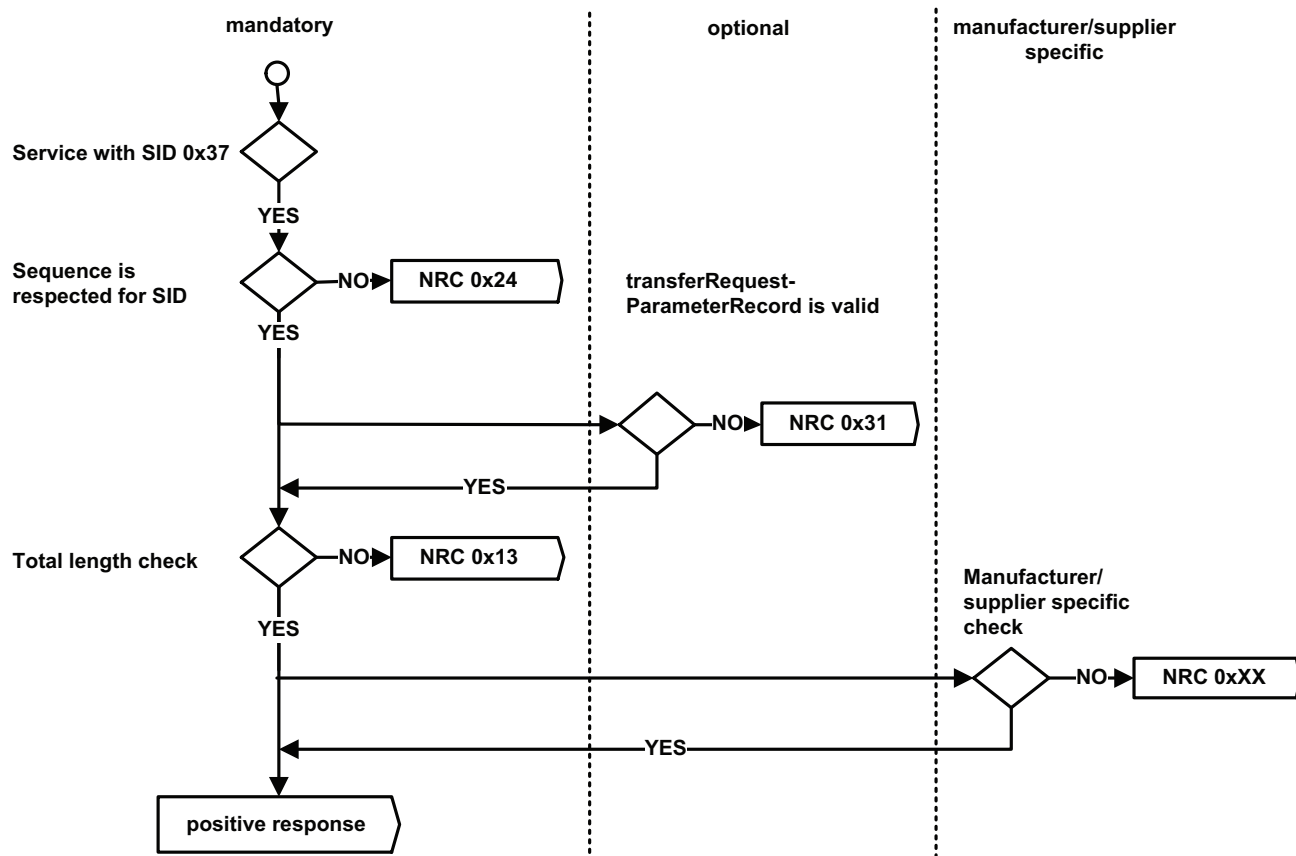 mandatory
optional
manufacturer/supplier
specific
Service with SID 0x37
YES
Sequence is
respected for SID
NO
NRC 0x24
YES
transferRequest-
ParameterRecord is valid
NO
NRC 0x31
YES
Total length check
NO
NRC 0x13
YES
Manufacturer/
supplier specific
check
NO
NRC 0xXX
YES
positive response